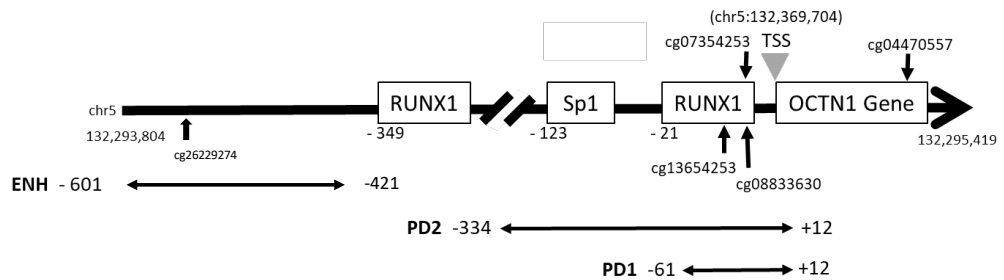 (chr5:132,369,704)
cg07354253 TSS cg04470557
chr5 RUNX1 Sp1 RUNX1 OCTN1 Gene
132,293,804 - 349 - 123 - 21 132,295,419
cg26229274 cg13654253
cg08833630
ENH - 601 -421
PD2 -334 +12
PD1 -61 +12